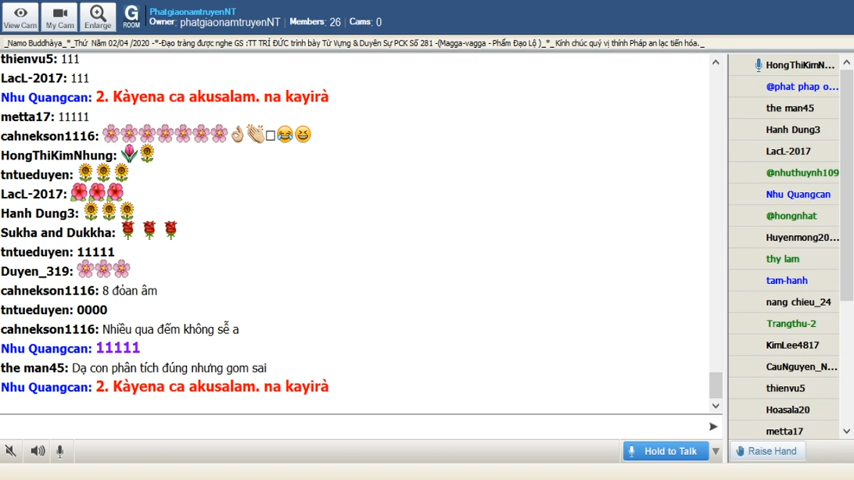 View Cam
My Cam
Enlarge
G
ROOM
PhatgiaonamtruyenNT
Owner: phatgiaonamtruyenNT | Members: 26 | Cams: 0
_Namo Buddhàya_*_Thứ Năm 02/04 /2020 -*-Đạo tràng được nghe GS :TT TRÍ ĐỨC trình bày Từ Vựng & Duyên Sự PCK Số 281 -(Magga-vagga - Phẩm Đạo Lộ )_*_ Kính chúc quý vị thính Pháp an lạc tiến hóa._
thienvu5: 111
LacL-2017: 111
Nhu Quangcan: 2. Kàyena ca akusalam. na kayirà
metta17: 11111
cahnekson1116:
HongThiKimNhung:
tntueduyen:
LacL-2017:
Hanh Dung3:
Sukha and Dukkha:
tntueduyen: 11111
Duyen_319:
cahnekson1116: 8 đỏan âm
tntueduyen: 0000
cahnekson1116: Nhiều qua đếm không sễ a
Nhu Quangcan: 11111
the man45: Dạ con phân tích đúng nhưng gom sai
Nhu Quangcan: 2. Kàyena ca akusalam. na kayirà
Hold to Talk
HongThiKimN...
@phat phap o...
the man45
Hanh Dung3
LacL-2017
@nhuthuynh109
Nhu Quangcan
@hongnhat
Huyenmong20...
thy lam
tam-hanh
nang chieu_24
Trangthu-2
KimLee4817
CauNguyen_N...
thienvu5
Hoasala20
metta17
Raise Hand